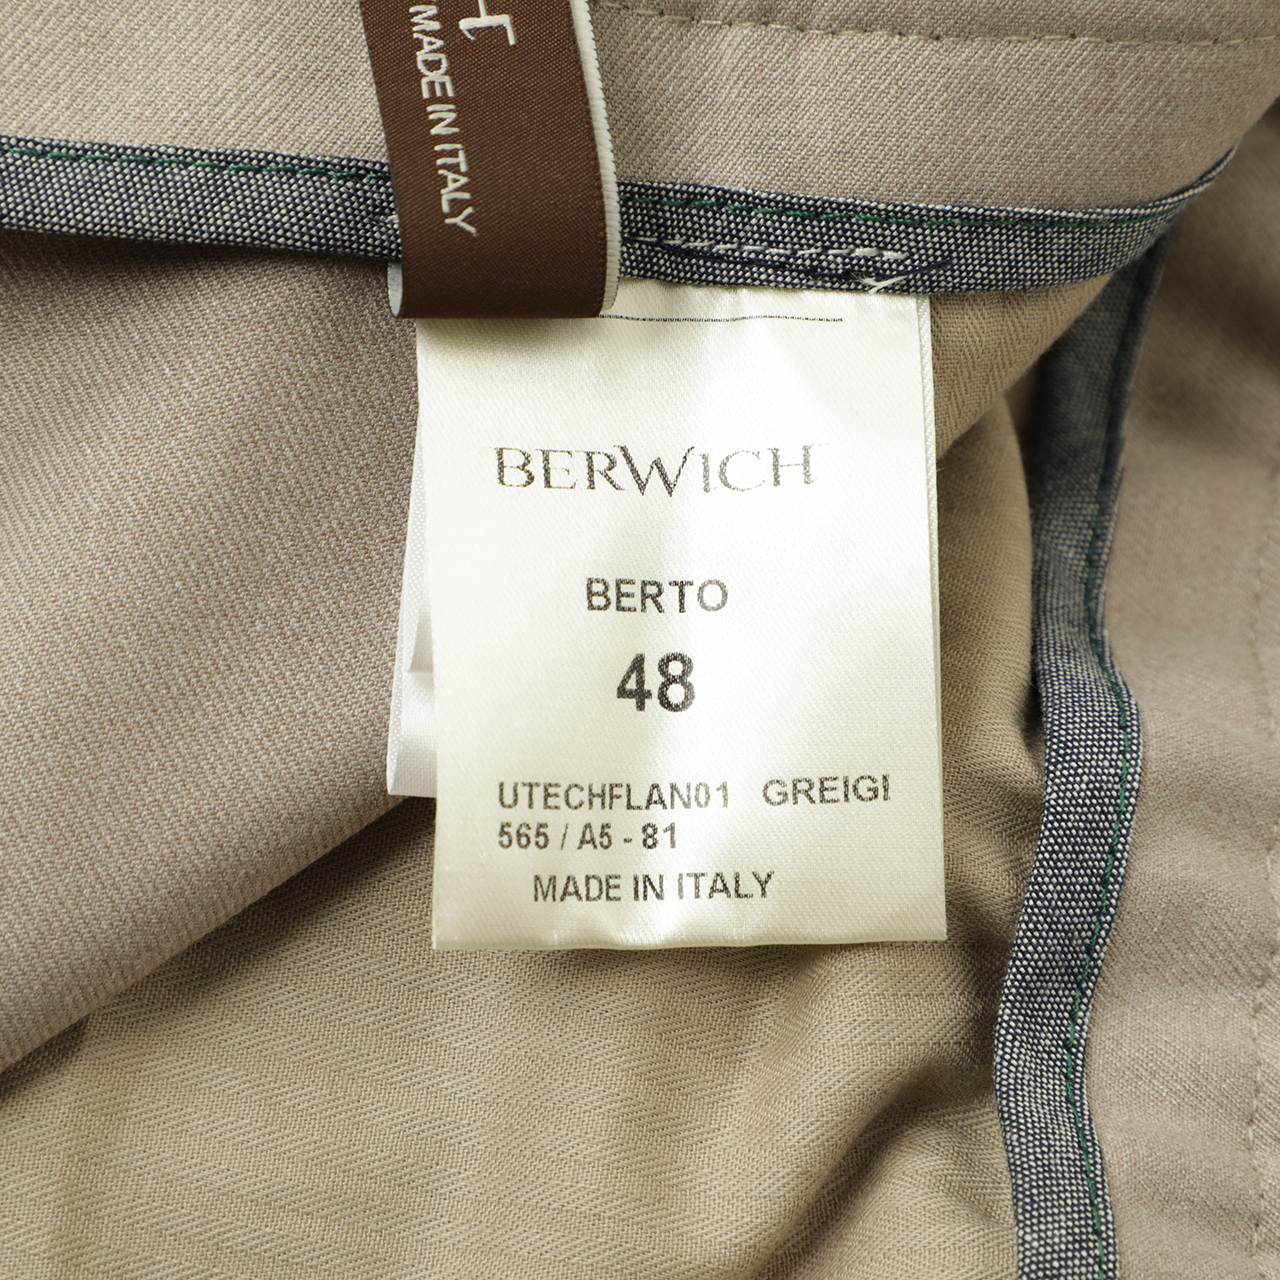 MADE IN ITALY
BERWICH
BERTO
48
UTECHFLAN01 GREIGI
565 / A5 - 81
MADE IN ITALY